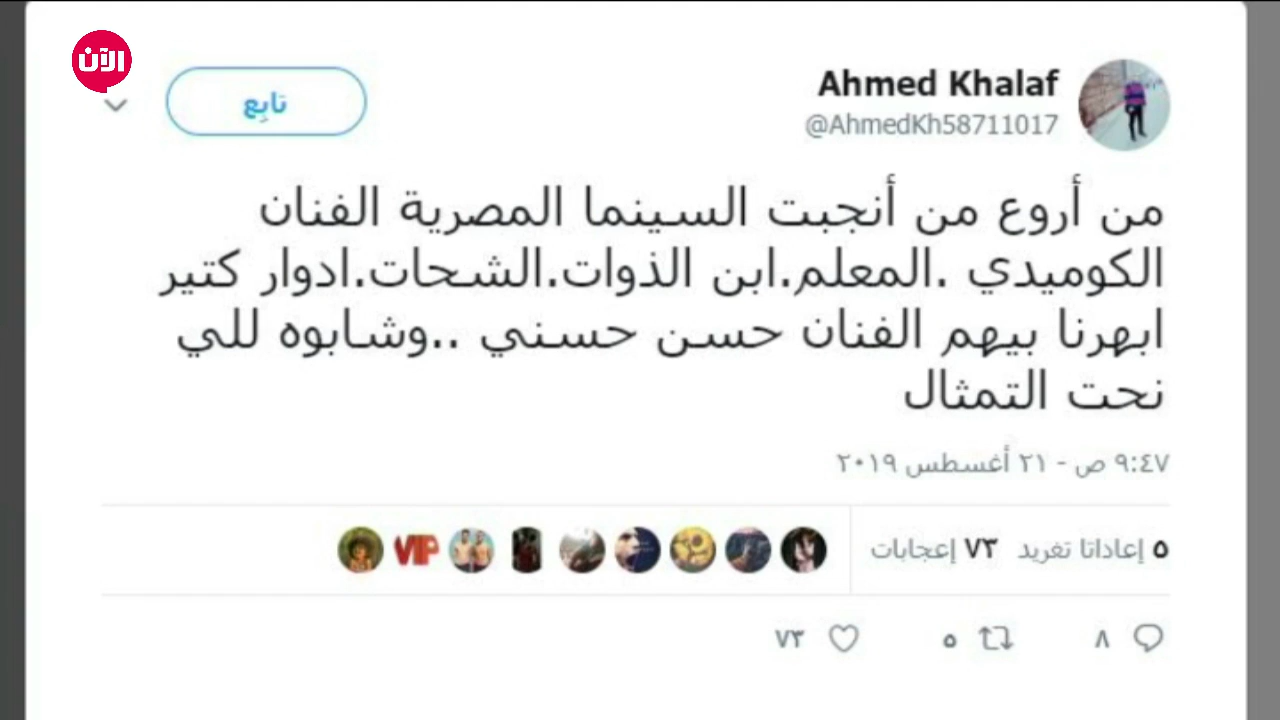 الآن
تابِع
Ahmed Khalaf
@AhmedKh58711017
من أروع من أنجبت السينما المصرية الفنان
الكوميدي .المعلم.ابن الذوات.الشحات.ادوار كتير
ابهرنا بيهم الفنان حسن حسني ..وشابوه للي
نحت التمثال
٩:٤٧ ص - ٢١ أغسطس ٢٠١٩
٥ إعاداتا تغريد ٧٣ إعجابات
VIP
٨ ٥ ٧٣